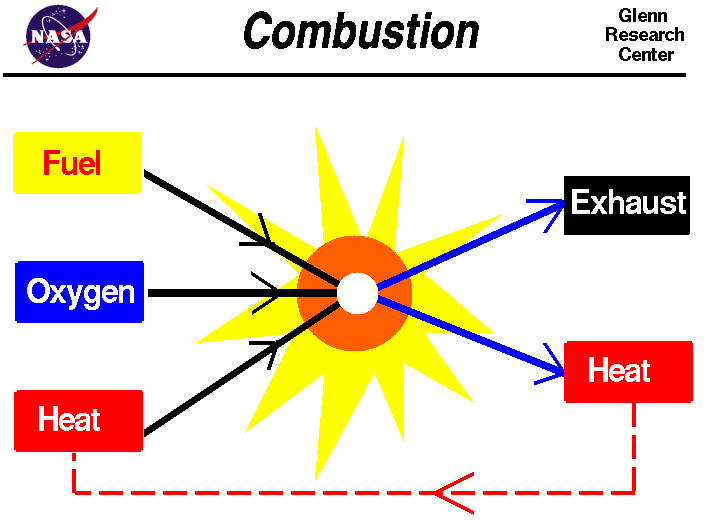 NASA
Combustion
Glenn
Research
Center
Fuel
Exhaust
Oxygen
Heat
Heat